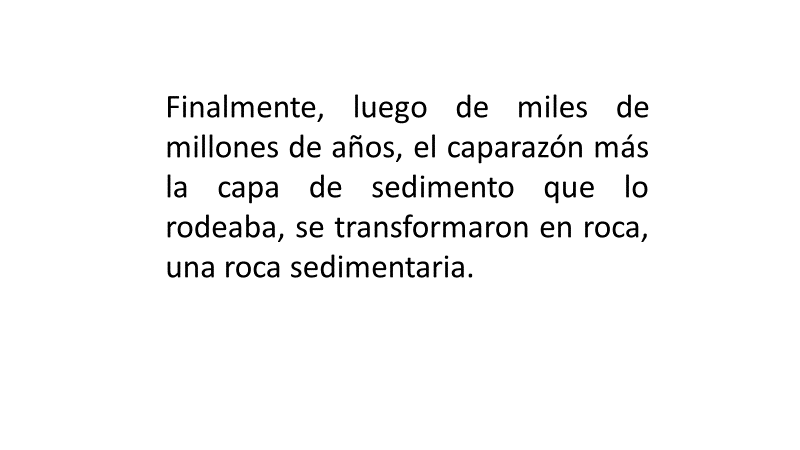 Finalmente, luego de miles de
millones de años, el caparazón más
la capa de sedimento que lo
rodeaba, se transformaron en roca,
una roca sedimentaria.